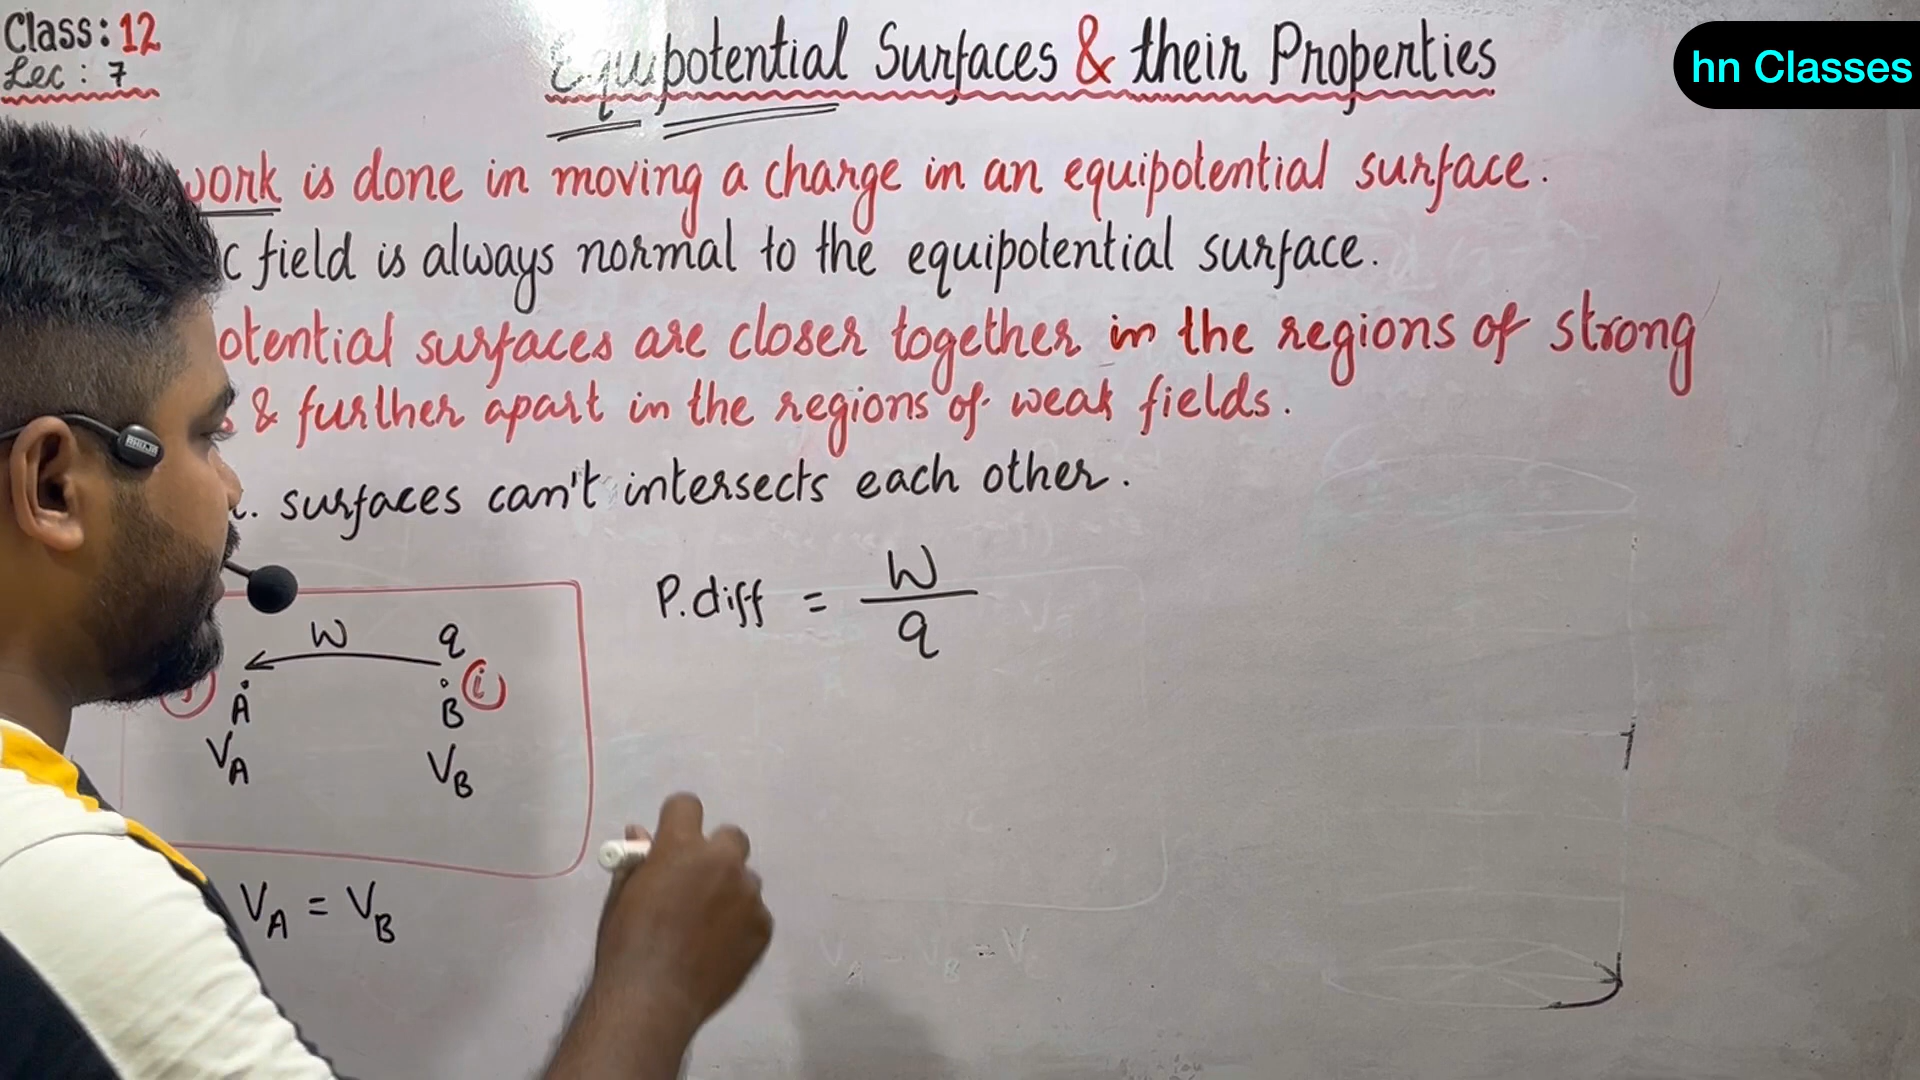 Class: 12
Lec : 7
Equipotential Surfaces & their Properties
hn Classes
work is done in moving a charge in an equipotential surface.
c field is always normal to the equipotential surface.
otential surfaces are closer together in the regions of strong
s & further apart in the regions of weak fields.
. surfaces can't intersects each other.
P.diff = W/q
W q
A B (i)
V_A V_B
V_A = V_B
V_A - V_B = V